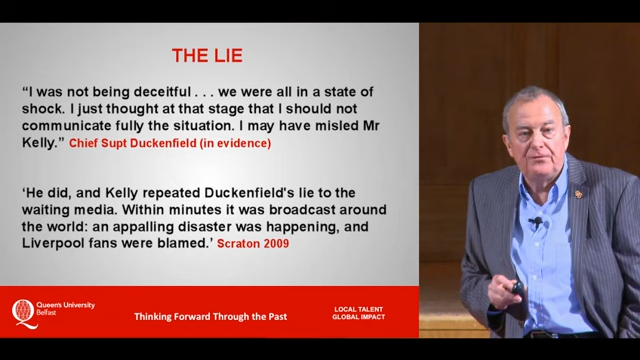 THE LIE
“I was not being deceitful . . . we were all in a state of
shock. I just thought at that stage that I should not
communicate fully the situation. I may have misled Mr
Kelly.” Chief Supt Duckenfield (in evidence)
‘He did, and Kelly repeated Duckenfield's lie to the
waiting media. Within minutes it was broadcast around
the world: an appalling disaster was happening, and
Liverpool fans were blamed.’ Scraton 2009
Queen's University
Belfast
Thinking Forward Through the Past
LOCAL TALENT
GLOBAL IMPACT